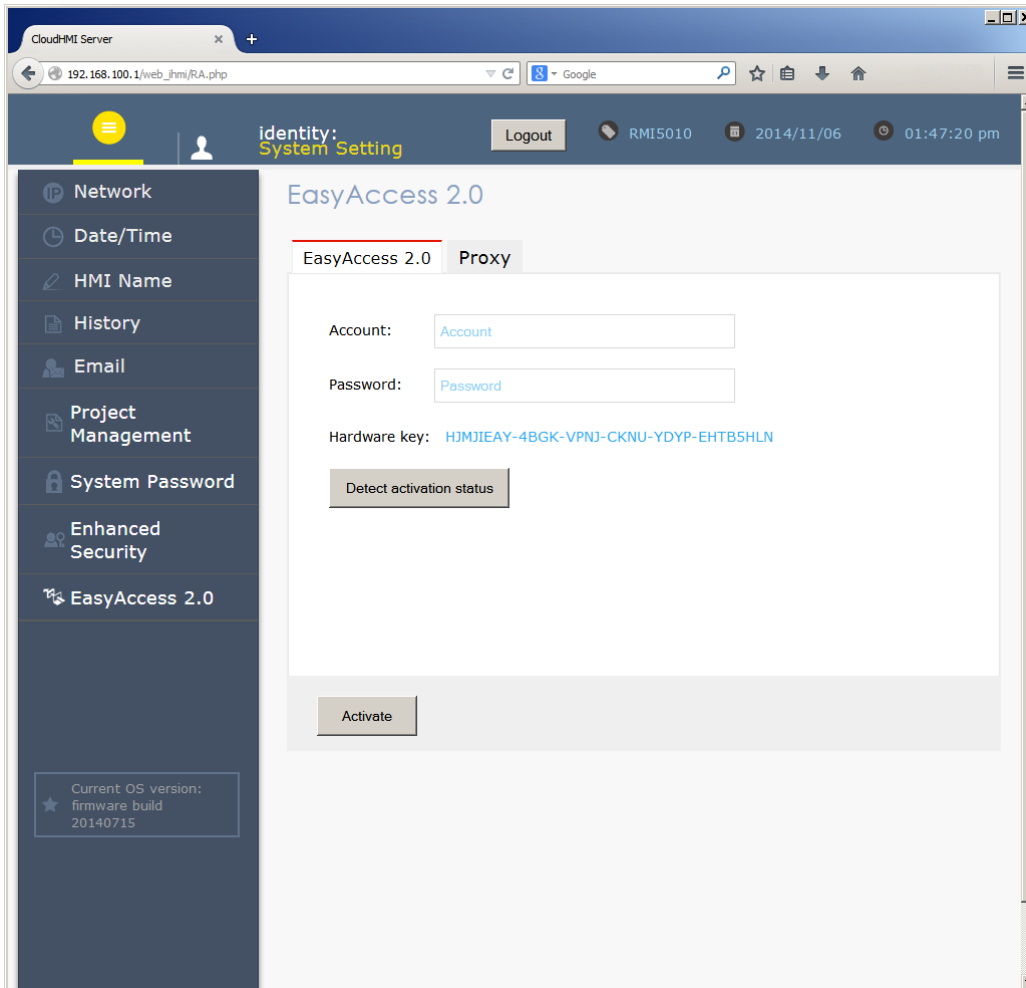 CloudHMI Server
192.168.100.1/web_ihmi/RA.php
Google
identity:
System Setting
Logout
RMI5010
2014/11/06
01:47:20 pm
Network
Date/Time
HMI Name
History
Email
Project
Management
System Password
Enhanced
Security
EasyAccess 2.0
Current OS version:
firmware build
20140715
EasyAccess 2.0
EasyAccess 2.0
Proxy
Account:
Account
Password:
Password
Hardware key:
HJMJIEAY-4BGK-VPNJ-CKNU-YDYP-EHTB5HLN
Detect activation status
Activate